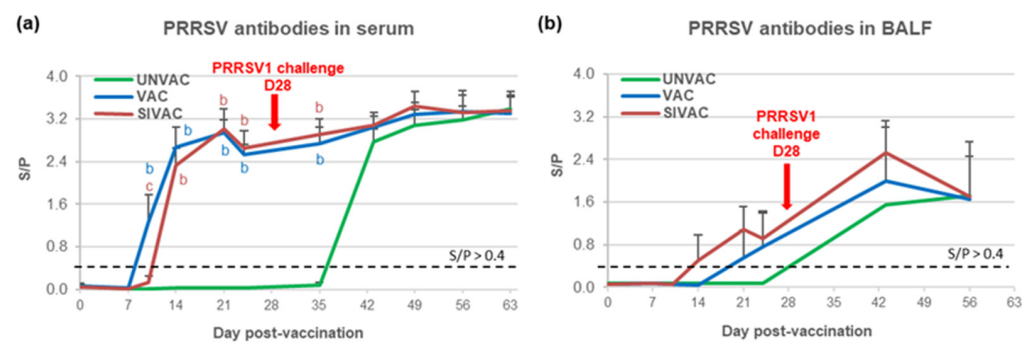 (a)
PRRSV antibodies in serum
PRRSV1 challenge
D28
UNVAC
VAC
SIVAC
4.0
3.2
2.4
1.6
0.8
0.0
S/P
b
b
b
b
b
c
b
b
b
b
S/P > 0.4
0 7 14 21 28 35 42 49 56 63
Day post-vaccination
(b)
PRRSV antibodies in BALF
UNVAC
VAC
SIVAC
PRRSV1
challenge
D28
4.0
3.2
2.4
1.6
0.8
0.0
S/P
S/P > 0.4
0 7 14 21 28 35 42 49 56 63
Day post-vaccination